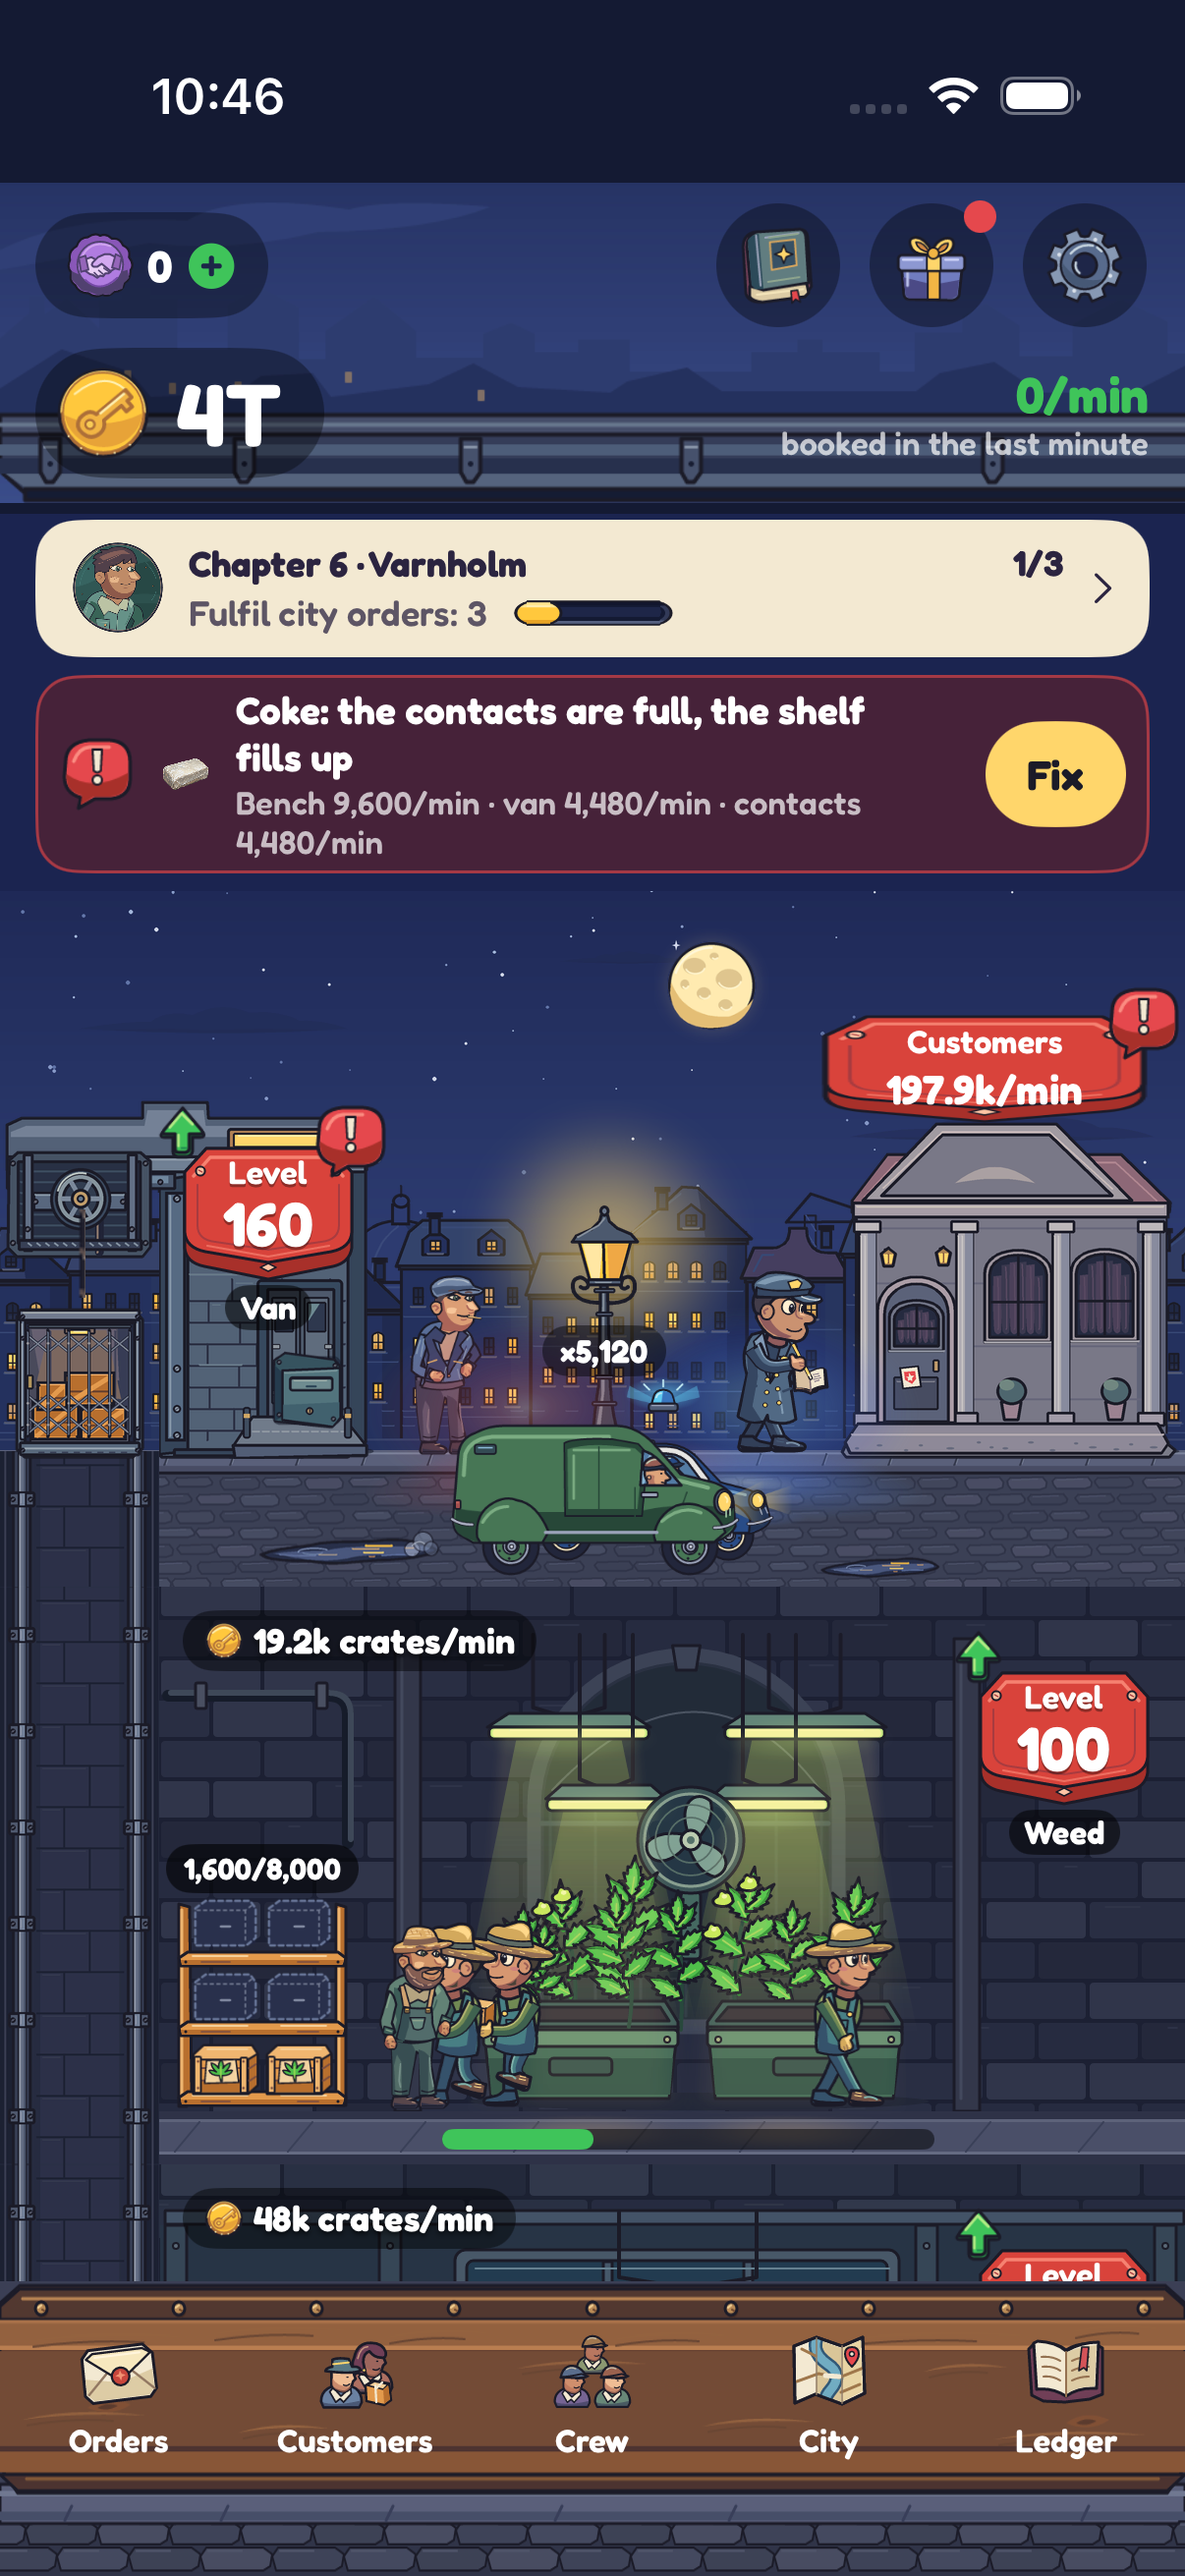 10:46
0
4T
0/min
booked in the last minute
Chapter 6 · Varnholm
1/3
Fulfil city orders: 3
Coke: the contacts are full, the shelf
fills up
Bench 9,600/min · van 4,480/min · contacts
4,480/min
Fix
Customers
197.9k/min
Level
160
Van
x5,120
19.2k crates/min
Level
100
Weed
1,600/8,000
48k crates/min
Level
Orders
Customers
Crew
City
Ledger